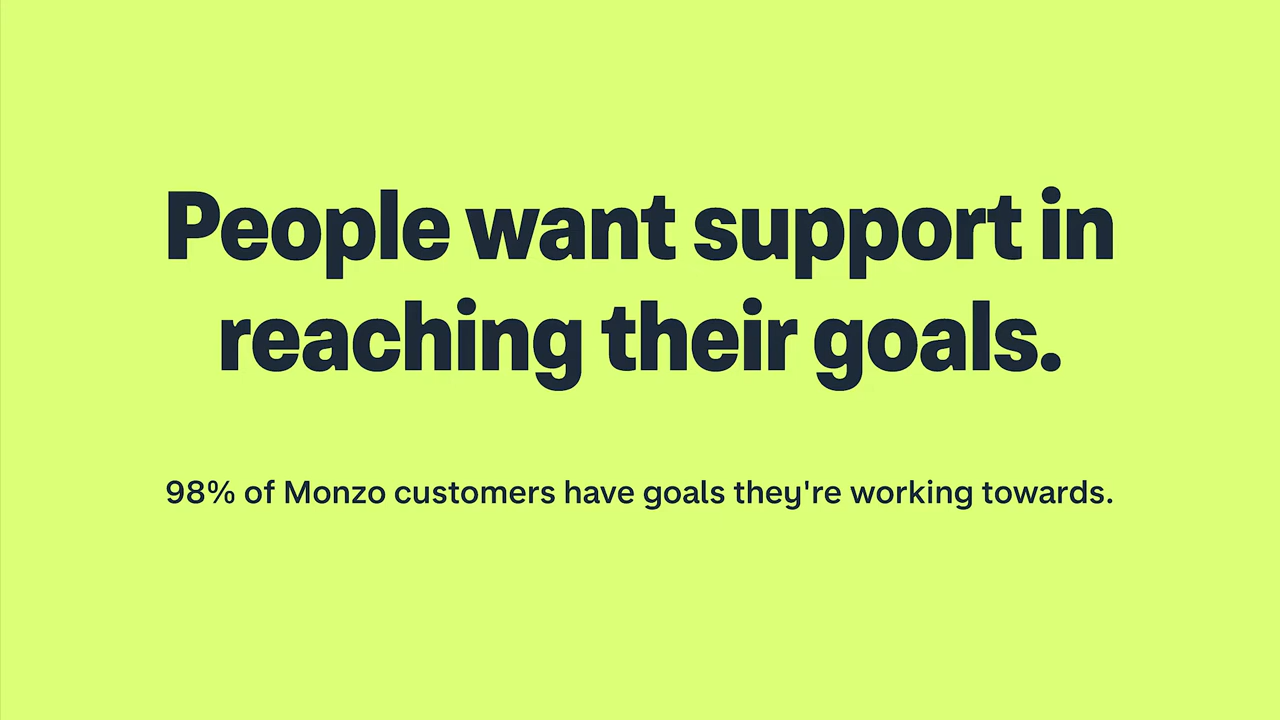 People want support in
reaching their goals.
98% of Monzo customers have goals they're working towards.